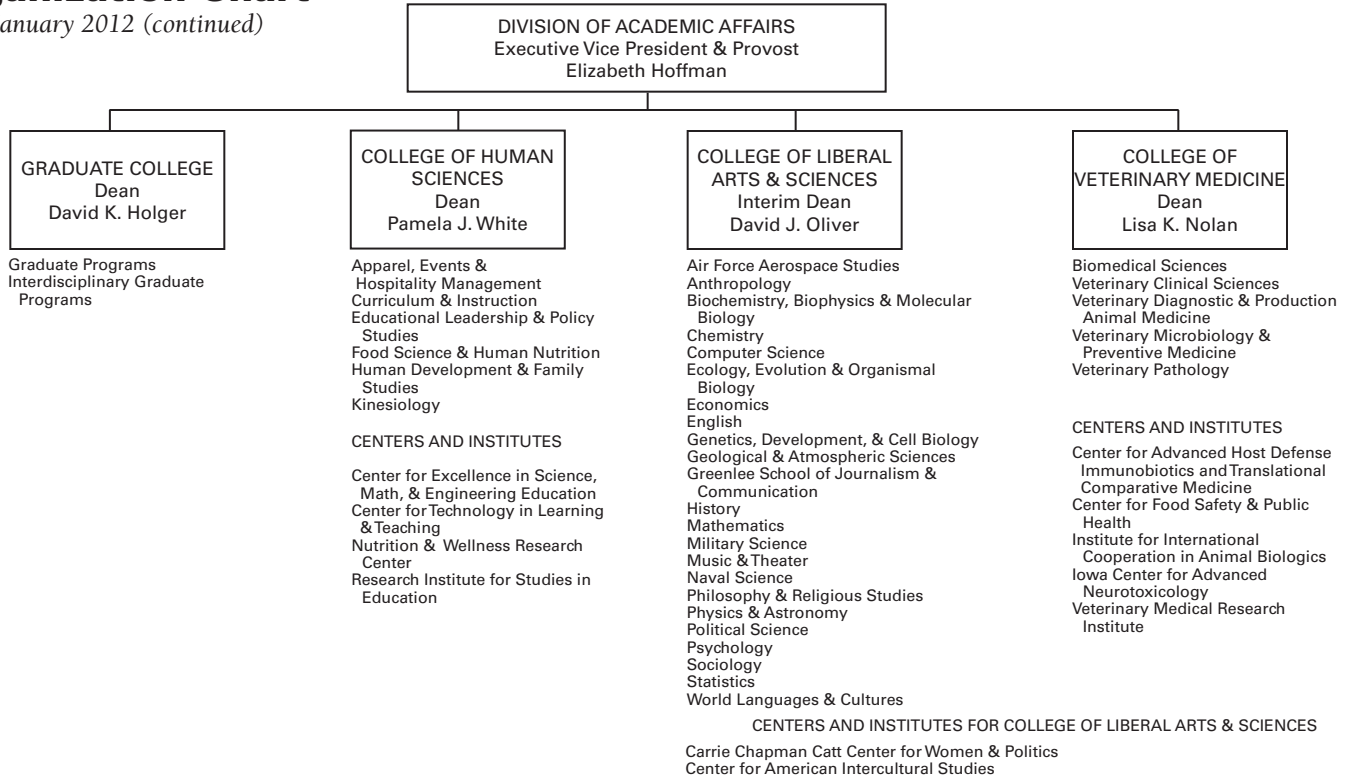 anuary 2012 (continued)
DIVISION OF ACADEMIC AFFAIRS
Executive Vice President & Provost
Elizabeth Hoffman
GRADUATE COLLEGE
Dean
David K. Holger
Graduate Programs
Interdisciplinary Graduate
Programs
COLLEGE OF HUMAN
SCIENCES
Dean
Pamela J. White
Apparel, Events &
Hospitality Management
Curriculum & Instruction
Educational Leadership & Policy
Studies
Food Science & Human Nutrition
Human Development & Family
Studies
Kinesiology
CENTERS AND INSTITUTES
Center for Excellence in Science,
Math, & Engineering Education
Center for Technology in Learning
& Teaching
Nutrition & Wellness Research
Center
Research Institute for Studies in
Education
COLLEGE OF LIBERAL
ARTS & SCIENCES
Interim Dean
David J. Oliver
Air Force Aerospace Studies
Anthropology
Biochemistry, Biophysics & Molecular
Biology
Chemistry
Computer Science
Ecology, Evolution & Organismal
Biology
Economics
English
Genetics, Development, & Cell Biology
Geological & Atmospheric Sciences
Greenlee School of Journalism &
Communication
History
Mathematics
Military Science
Music & Theater
Naval Science
Philosophy & Religious Studies
Physics & Astronomy
Political Science
Psychology
Sociology
Statistics
World Languages & Cultures
CENTERS AND INSTITUTES FOR COLLEGE OF LIBERAL ARTS & SCIENCES
Carrie Chapman Catt Center for Women & Politics
Center for American Intercultural Studies
COLLEGE OF
VETERINARY MEDICINE
Dean
Lisa K. Nolan
Biomedical Sciences
Veterinary Clinical Sciences
Veterinary Diagnostic & Production
Animal Medicine
Veterinary Microbiology &
Preventive Medicine
Veterinary Pathology
CENTERS AND INSTITUTES
Center for Advanced Host Defense
Immunobiotics and Translational
Comparative Medicine
Center for Food Safety & Public
Health
Institute for International
Cooperation in Animal Biologics
Iowa Center for Advanced
Neurotoxicology
Veterinary Medical Research
Institute